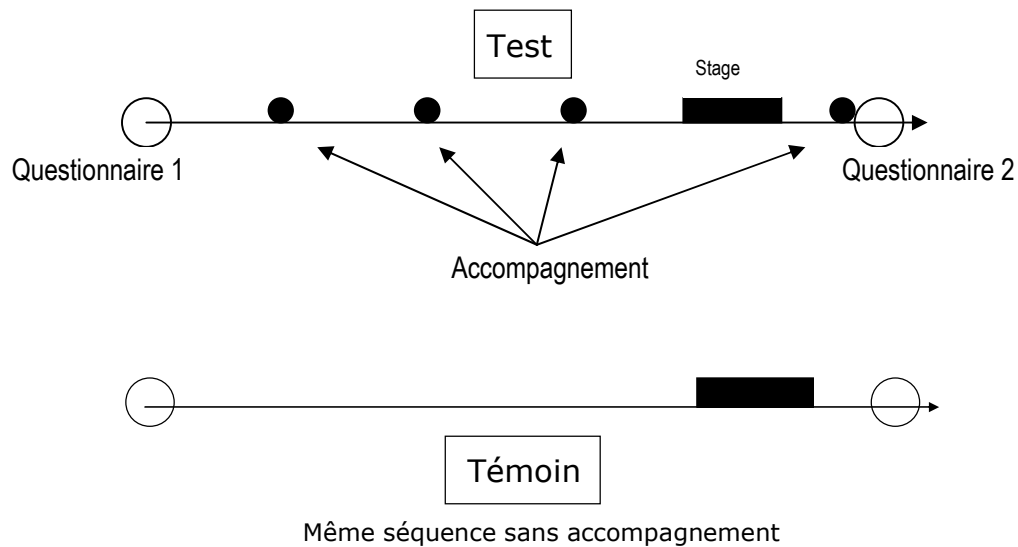 Test
Stage
Questionnaire 1
Questionnaire 2
Accompagnement
Témoin
Même séquence sans accompagnement